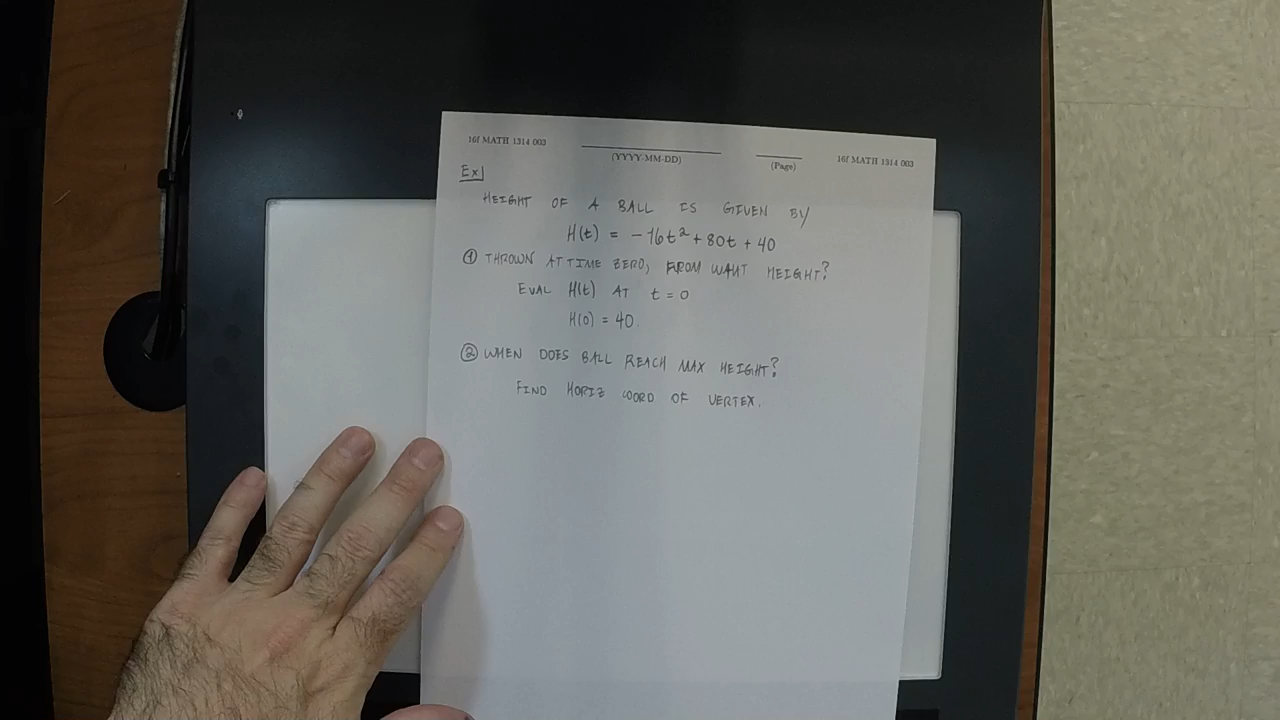 16f MATH 1314 003 (YYYY-MM-DD) (Page) 16f MATH 1314 003
Ex1
HEIGHT OF A BALL IS GIVEN BY
H(t) = -16t² + 80t + 40
① THROWN AT TIME ZERO, FROM WHAT HEIGHT?
EVAL H(t) AT t = 0
H(0) = 40.
② WHEN DOES BALL REACH MAX HEIGHT?
FIND HORIZ COORD OF VERTEX.